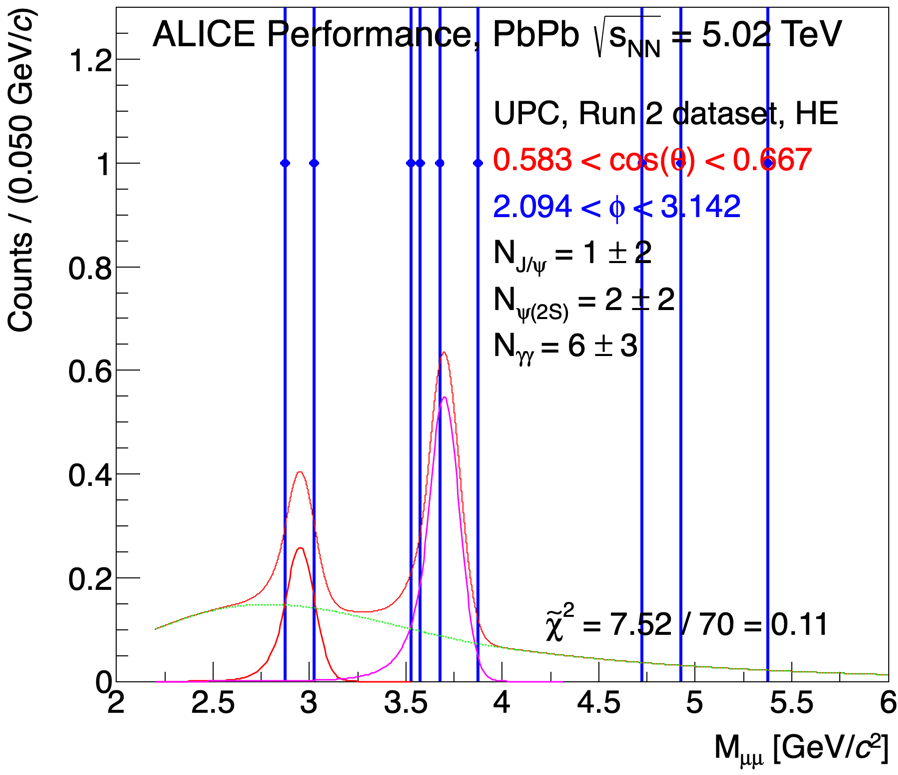 ALICE Performance, PbPb √s_NN = 5.02 TeV
UPC, Run 2 dataset, HE
0.583 < cos(θ) < 0.667
2.094 < ϕ < 3.142
N_J/ψ = 1 ± 2
N_ψ(2S) = 2 ± 2
N_γγ = 6 ± 3
χ̃² = 7.52 / 70 = 0.11
Counts / (0.050 GeV/c)
1.2
1
0.8
0.6
0.4
0.2
0
2 2.5 3 3.5 4 4.5 5 5.5 6
M_μμ [GeV/c²]